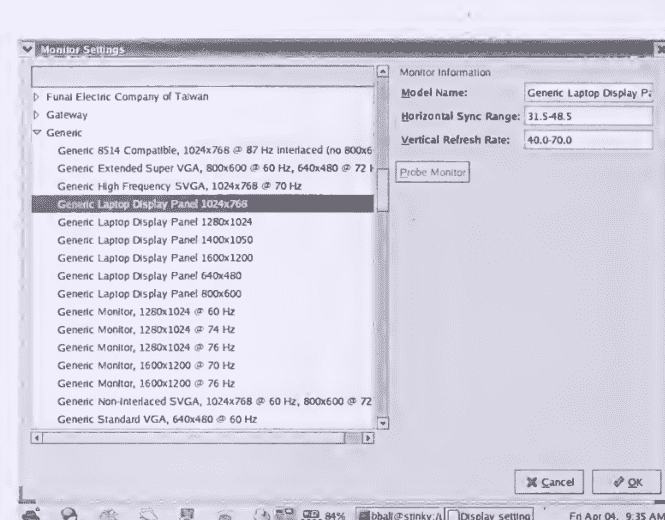 Monitor Settings
Funai Electric Company of Taiwan
Gateway
Generic
Generic 8514 Compatible, 1024x768 @ 87 Hz interlaced (no 800x6
Generic Extended Super VGA, 800x600 @ 60 Hz, 640x480 @ 72 H
Generic High Frequency SVGA, 1024x768 @ 70 Hz
Generic Laptop Display Panel 1024x768
Generic Laptop Display Panel 1280x1024
Generic Laptop Display Panel 1400x1050
Generic Laptop Display Panel 1600x1200
Generic Laptop Display Panel 640x480
Generic Laptop Display Panel 800x600
Generic Monitor, 1280x1024 @ 60 Hz
Generic Monitor, 1280x1024 @ 74 Hz
Generic Monitor, 1280x1024 @ 76 Hz
Generic Monitor, 1600x1200 @ 70 Hz
Generic Monitor, 1600x1200 @ 76 Hz
Generic Non-Interlaced SVGA, 1024x768 @ 60 Hz, 800x600 @ 72
Generic Standard VGA, 640x480 @ 60 Hz
Monitor Information
Model Name: Generic Laptop Display Pa
Horizontal Sync Range: 31.5-48.5
Vertical Refresh Rate: 40.0-70.0
Probe Monitor
Cancel
OK
84% bball@stinky:/ Display setting Fri Apr 04, 9:35 AM